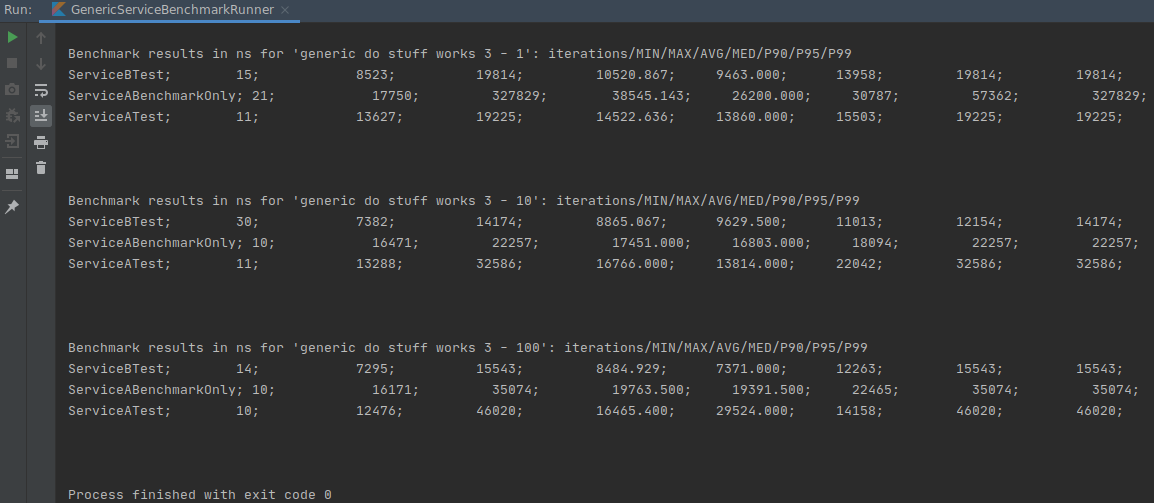 Run: GenericServiceBenchmarkRunner ×
Benchmark results in ns for 'generic do stuff works 3 - 1': iterations/MIN/MAX/AVG/MED/P90/P95/P99
ServiceBTest; 15; 8523; 19814; 10520.867; 9463.000; 13958; 19814; 19814;
ServiceABenchmarkOnly; 21; 17750; 327829; 38545.143; 26200.000; 30787; 57362; 327829;
ServiceATest; 11; 13627; 19225; 14522.636; 13860.000; 15503; 19225; 19225;
Benchmark results in ns for 'generic do stuff works 3 - 10': iterations/MIN/MAX/AVG/MED/P90/P95/P99
ServiceBTest; 30; 7382; 14174; 8865.067; 9629.500; 11013; 12154; 14174;
ServiceABenchmarkOnly; 10; 16471; 22257; 17451.000; 16803.000; 18094; 22257; 22257;
ServiceATest; 11; 13288; 32586; 16766.000; 13814.000; 22042; 32586; 32586;
Benchmark results in ns for 'generic do stuff works 3 - 100': iterations/MIN/MAX/AVG/MED/P90/P95/P99
ServiceBTest; 14; 7295; 15543; 8484.929; 7371.000; 12263; 15543; 15543;
ServiceABenchmarkOnly; 10; 16171; 35074; 19763.500; 19391.500; 22465; 35074; 35074;
ServiceATest; 10; 12476; 46020; 16465.400; 29524.000; 14158; 46020; 46020;
Process finished with exit code 0